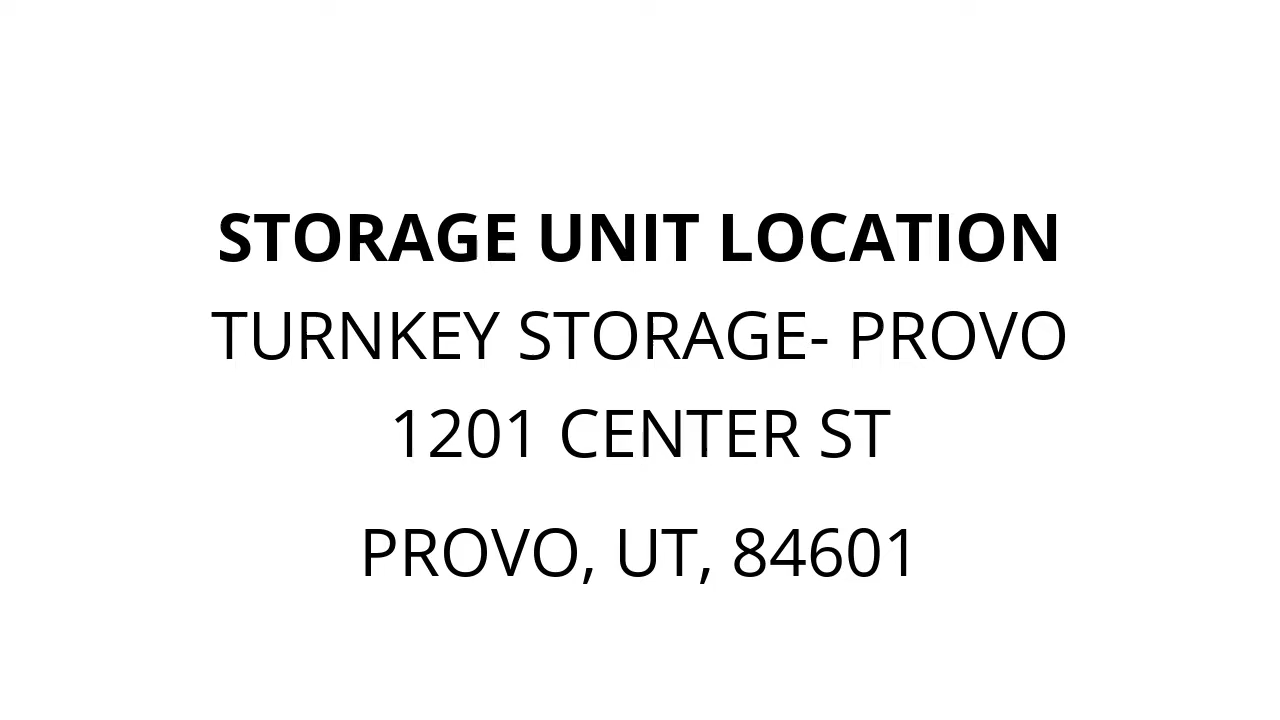 STORAGE UNIT LOCATION
TURNKEY STORAGE- PROVO
1201 CENTER ST
PROVO, UT, 84601